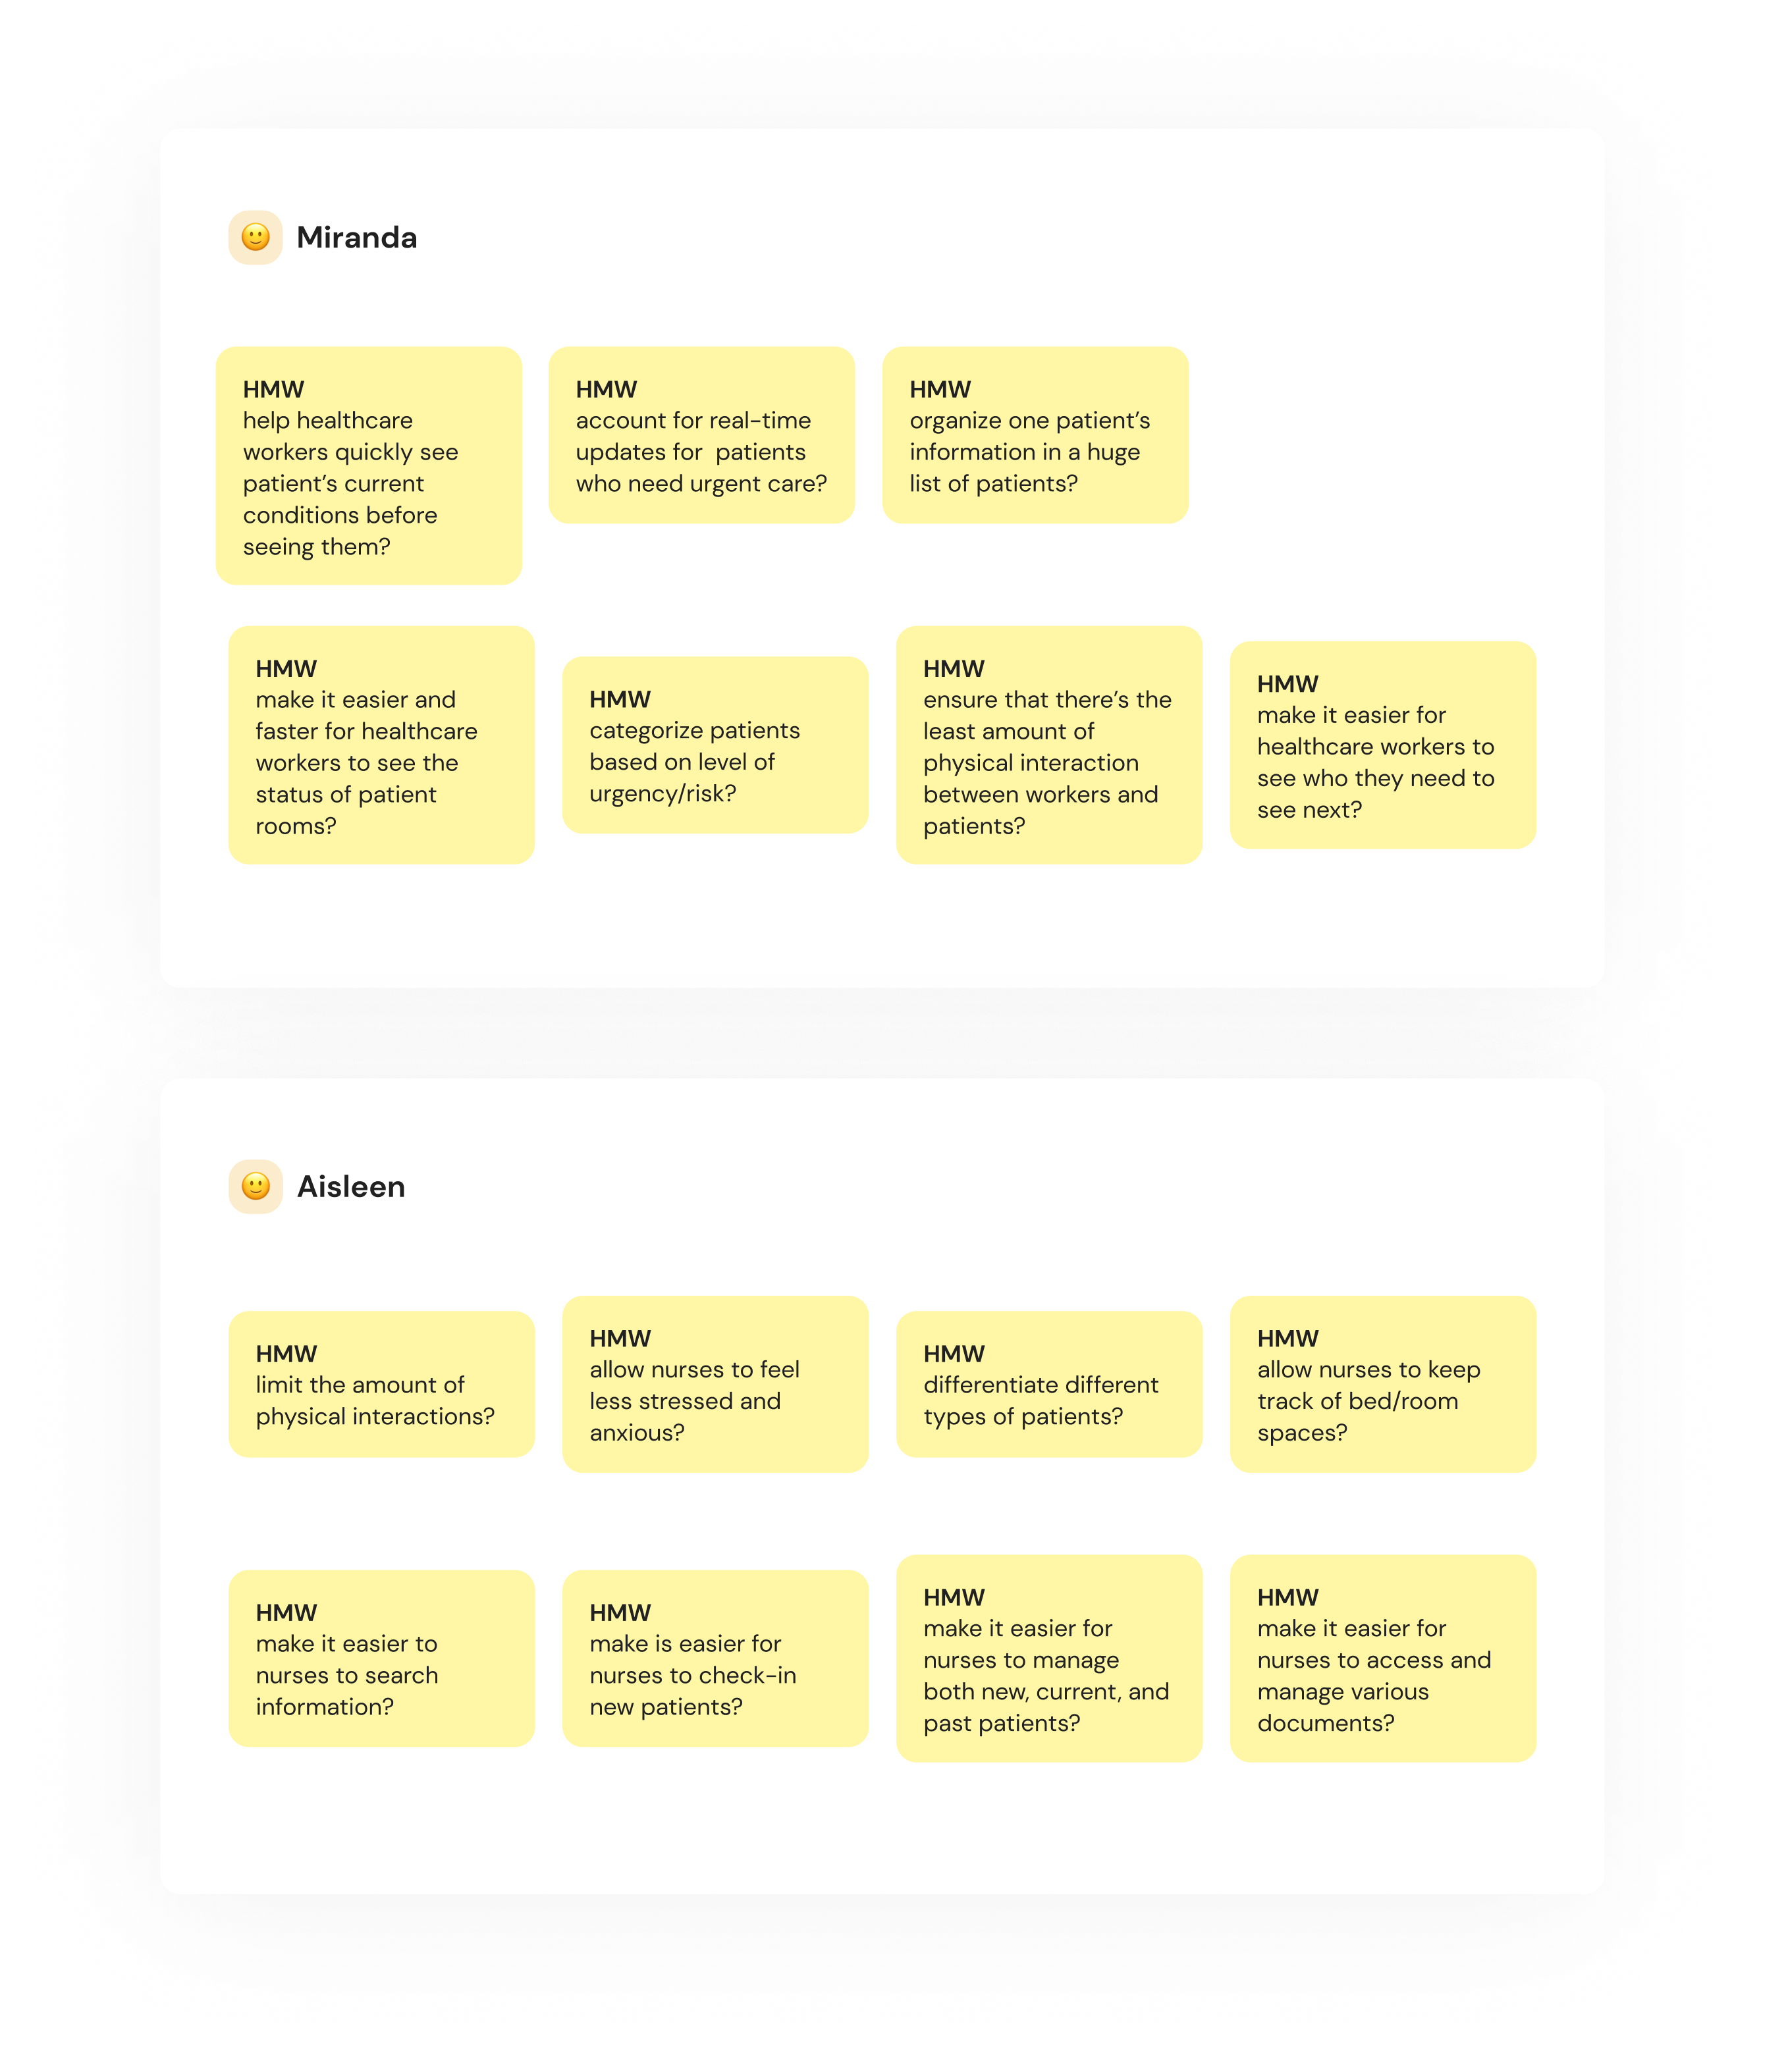 Miranda
HMW
help healthcare
workers quickly see
patient’s current
conditions before
seeing them?
HMW
account for real-time
updates for  patients
who need urgent care?
HMW
organize one patient’s
information in a huge
list of patients?
HMW
make it easier and
faster for healthcare
workers to see the
status of patient
rooms?
HMW
categorize patients
based on level of
urgency/risk?
HMW
ensure that there’s the
least amount of
physical interaction
between workers and
patients?
HMW
make it easier for
healthcare workers to
see who they need to
see next?
Aisleen
HMW
limit the amount of
physical interactions?
HMW
allow nurses to feel
less stressed and
anxious?
HMW
differentiate different
types of patients?
HMW
allow nurses to keep
track of bed/room
spaces?
HMW
make it easier to
nurses to search
information?
HMW
make is easier for
nurses to check-in
new patients?
HMW
make it easier for
nurses to manage
both new, current, and
past patients?
HMW
make it easier for
nurses to access and
manage various
documents?